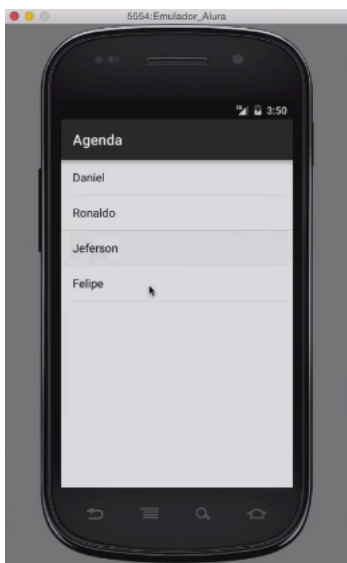 5554:Emulador_Alura
3:50
Agenda
Daniel
Ronaldo
Jeferson
Felipe